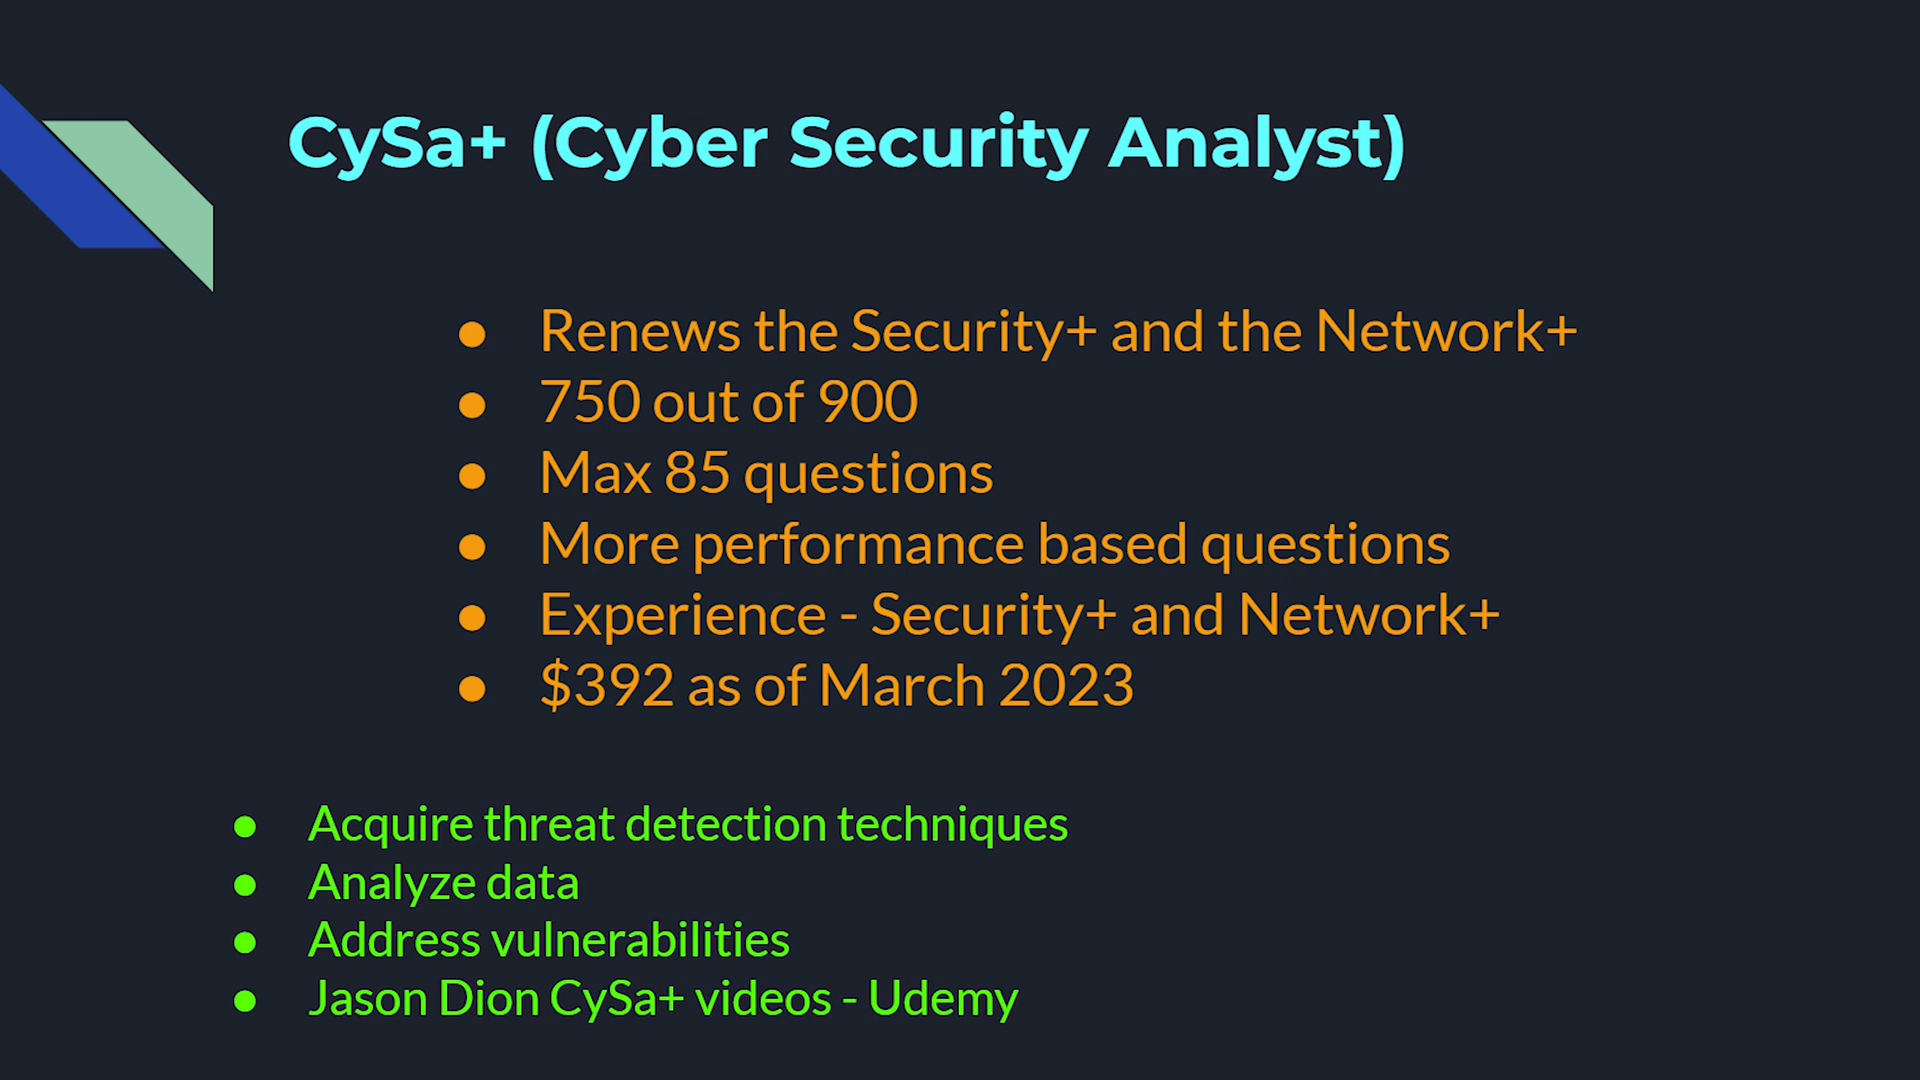 CySa+ (Cyber Security Analyst)
● Renews the Security+ and the Network+
● 750 out of 900
● Max 85 questions
● More performance based questions
● Experience - Security+ and Network+
● $392 as of March 2023
● Acquire threat detection techniques
● Analyze data
● Address vulnerabilities
● Jason Dion CySa+ videos - Udemy